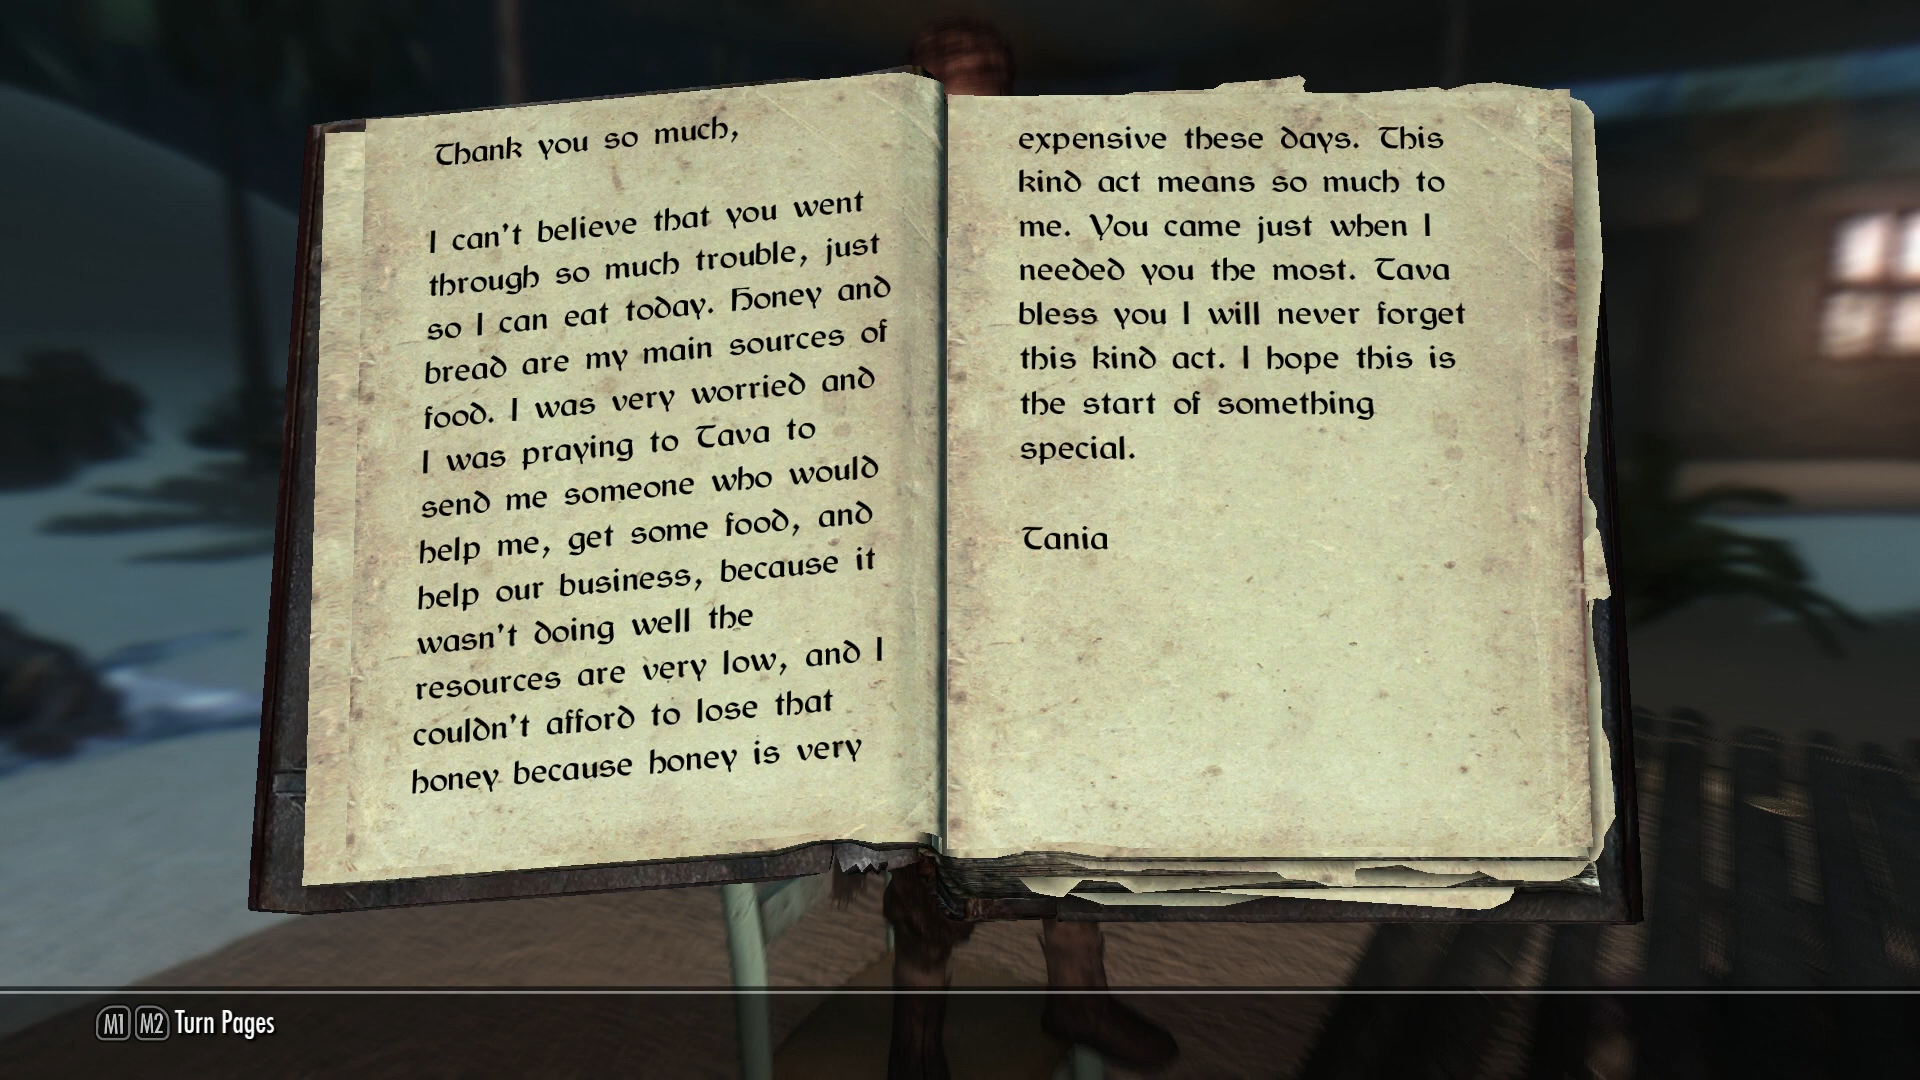 Thank you so much,
I can't believe that you went
through so much trouble, just
so I can eat today. Honey and
bread are my main sources of
food. I was very worried and
I was praying to Tava to
send me someone who would
help me, get some food, and
help our business, because it
wasn't doing well the
resources are very low, and I
couldn't afford to lose that
honey because honey is very
expensive these days. This
kind act means so much to
me. You came just when I
needed you the most. Tava
bless you I will never forget
this kind act. I hope this is
the start of something
special.
Tania
M1 M2 Turn Pages